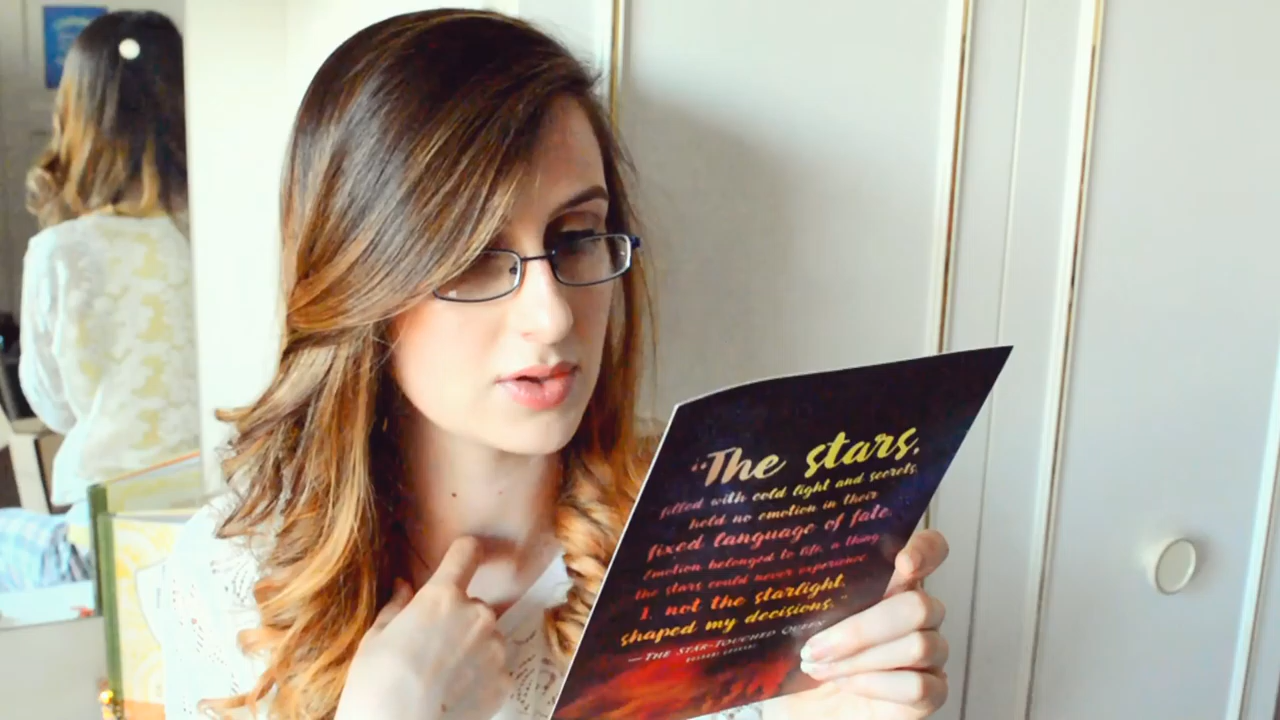 “The stars,
filled with cold light and secrets,
held no emotion in their
fixed language of fate.
Emotion belonged to life, a thing
the stars could never experience.
I, not the starlight,
shaped my decisions.”
—THE STAR-TOUCHED QUEEN